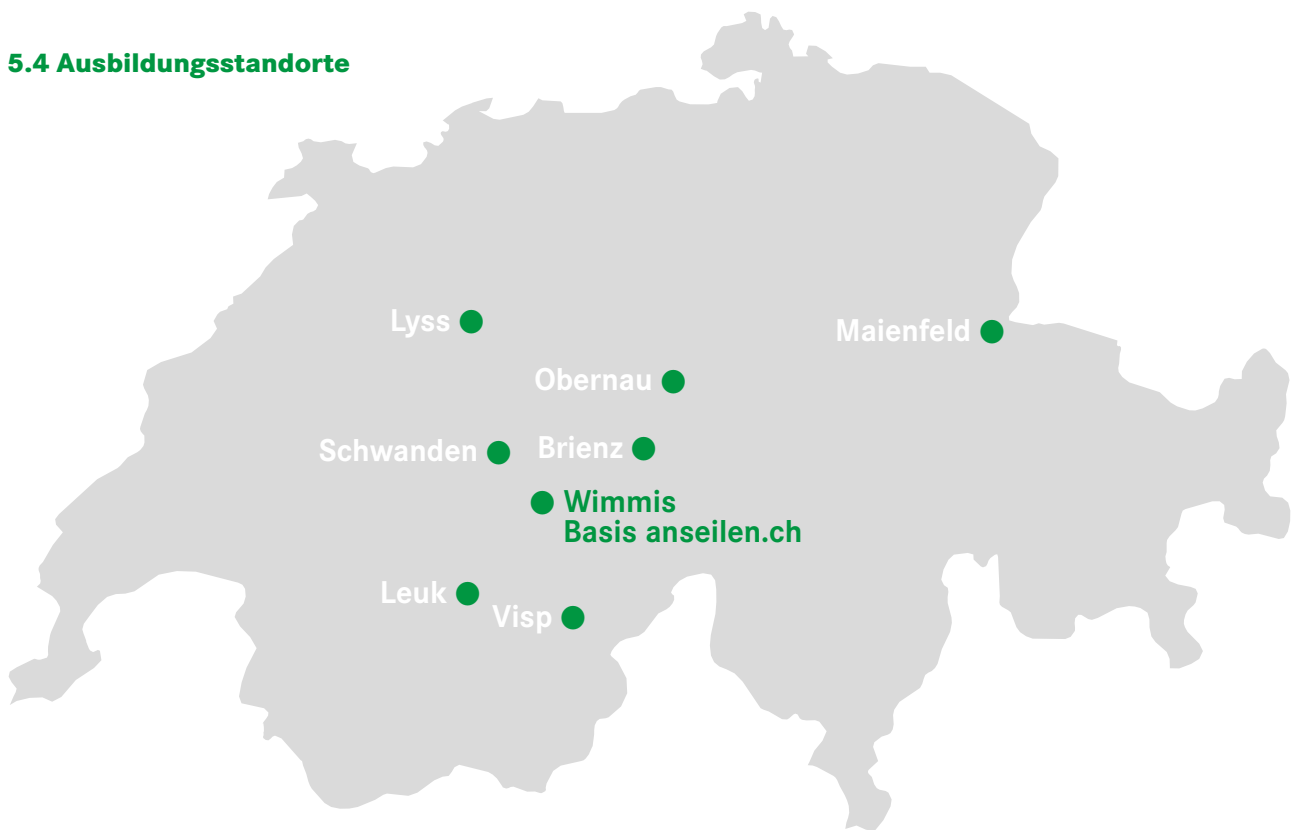 5.4 Ausbildungsstandorte
Lyss
Maienfeld
Obernau
Brienz
Schwanden
Wimmis
Basis anseilen.ch
Leuk
Visp